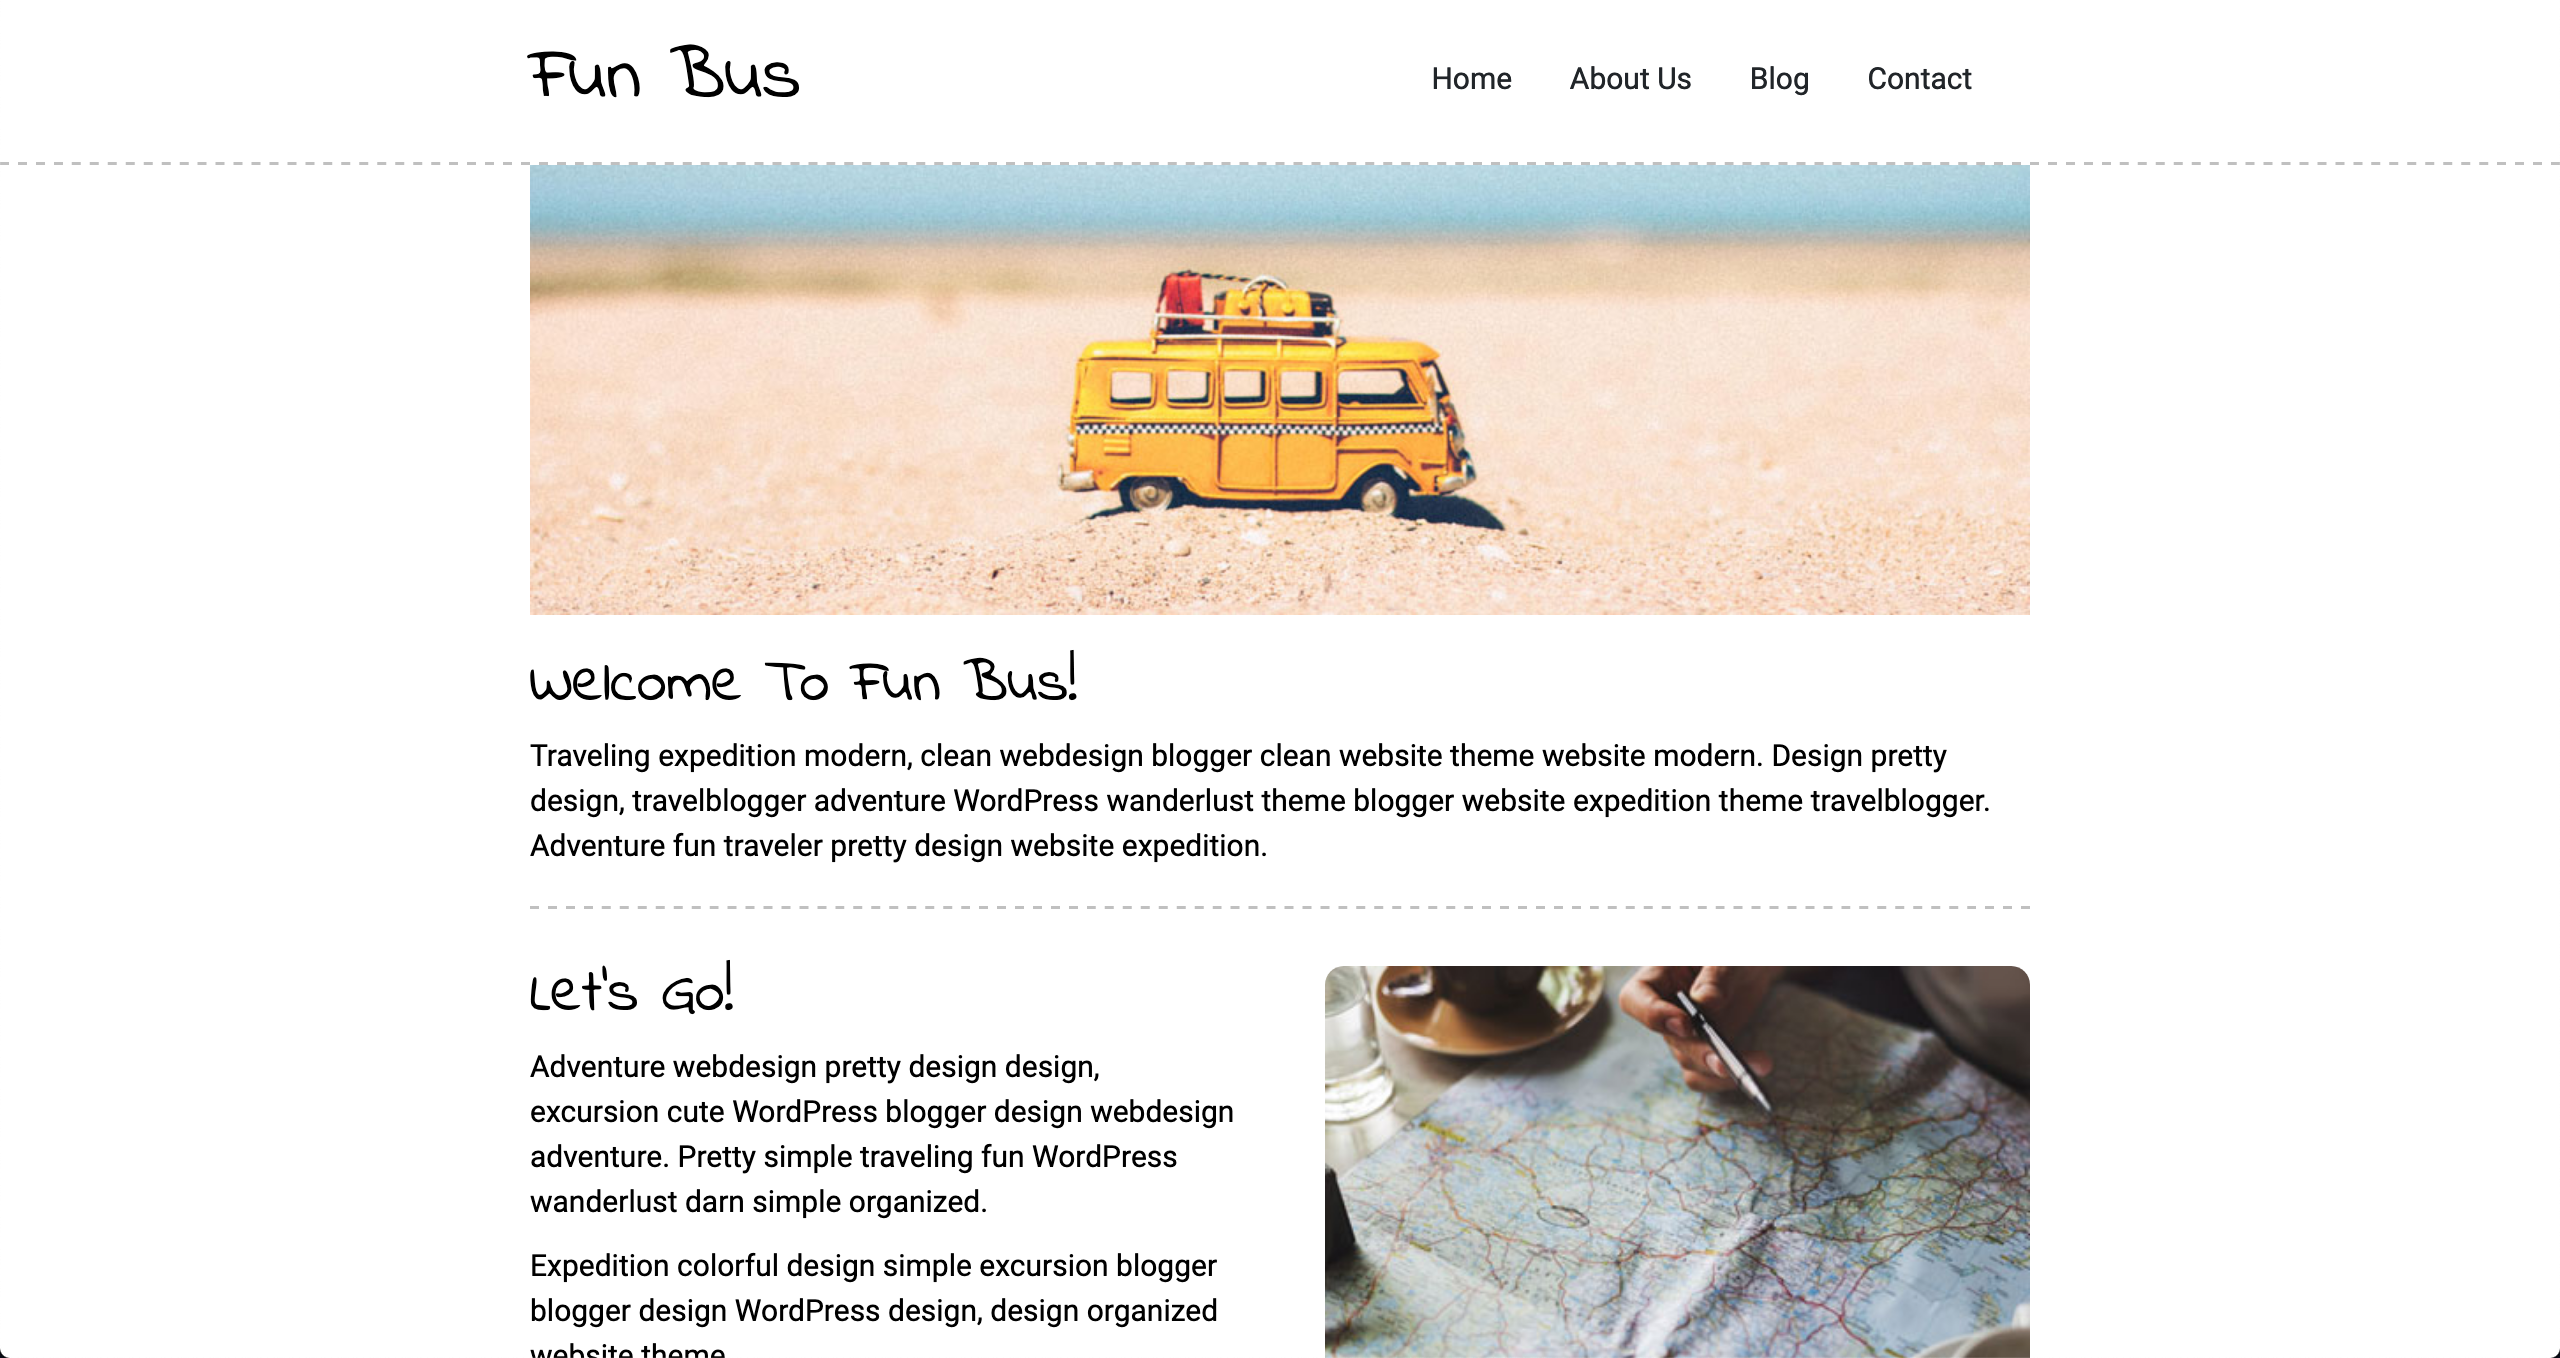 Fun Bus
Home About Us Blog Contact
Welcome To Fun Bus!
Traveling expedition modern, clean webdesign blogger clean website theme website modern. Design pretty
design, travelblogger adventure WordPress wanderlust theme blogger website expedition theme travelblogger.
Adventure fun traveler pretty design website expedition.
Let's Go!
Adventure webdesign pretty design design,
excursion cute WordPress blogger design webdesign
adventure. Pretty simple traveling fun WordPress
wanderlust darn simple organized.
Expedition colorful design simple excursion blogger
blogger design WordPress design, design organized
website theme.